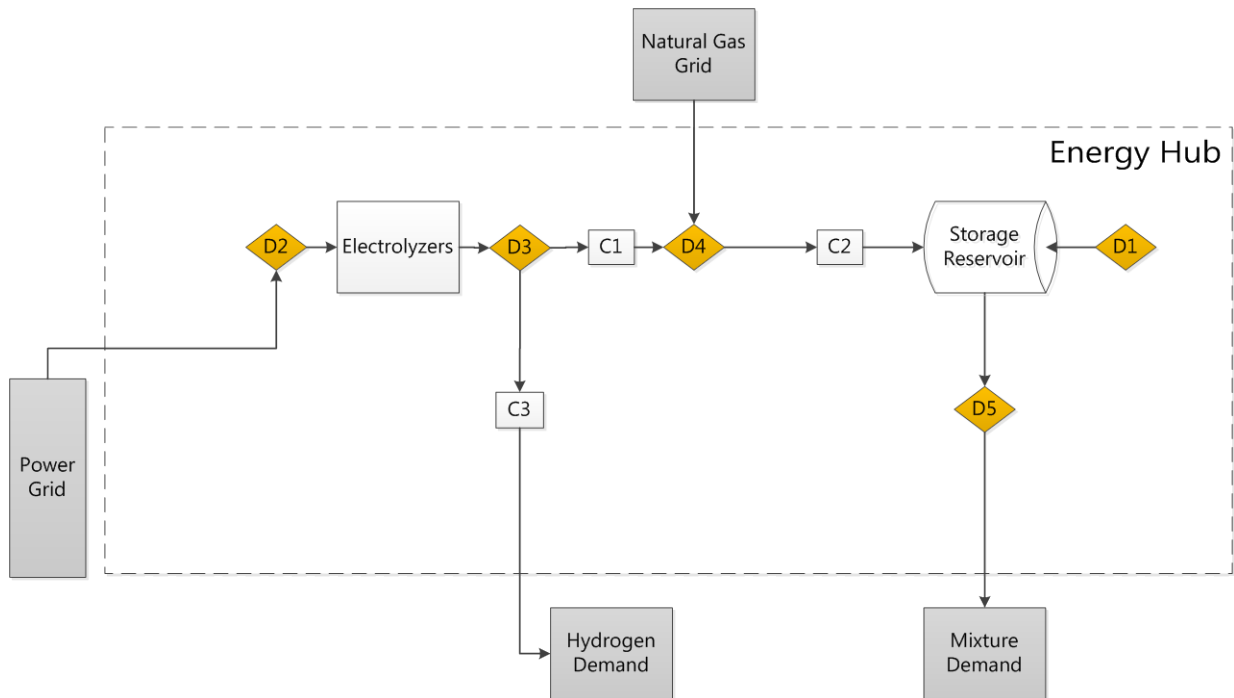 Natural Gas
Grid
Energy Hub
D2
Electrolyzers
D3
C1
D4
C2
Storage
Reservoir
D1
C3
D5
Power
Grid
Hydrogen
Demand
Mixture
Demand